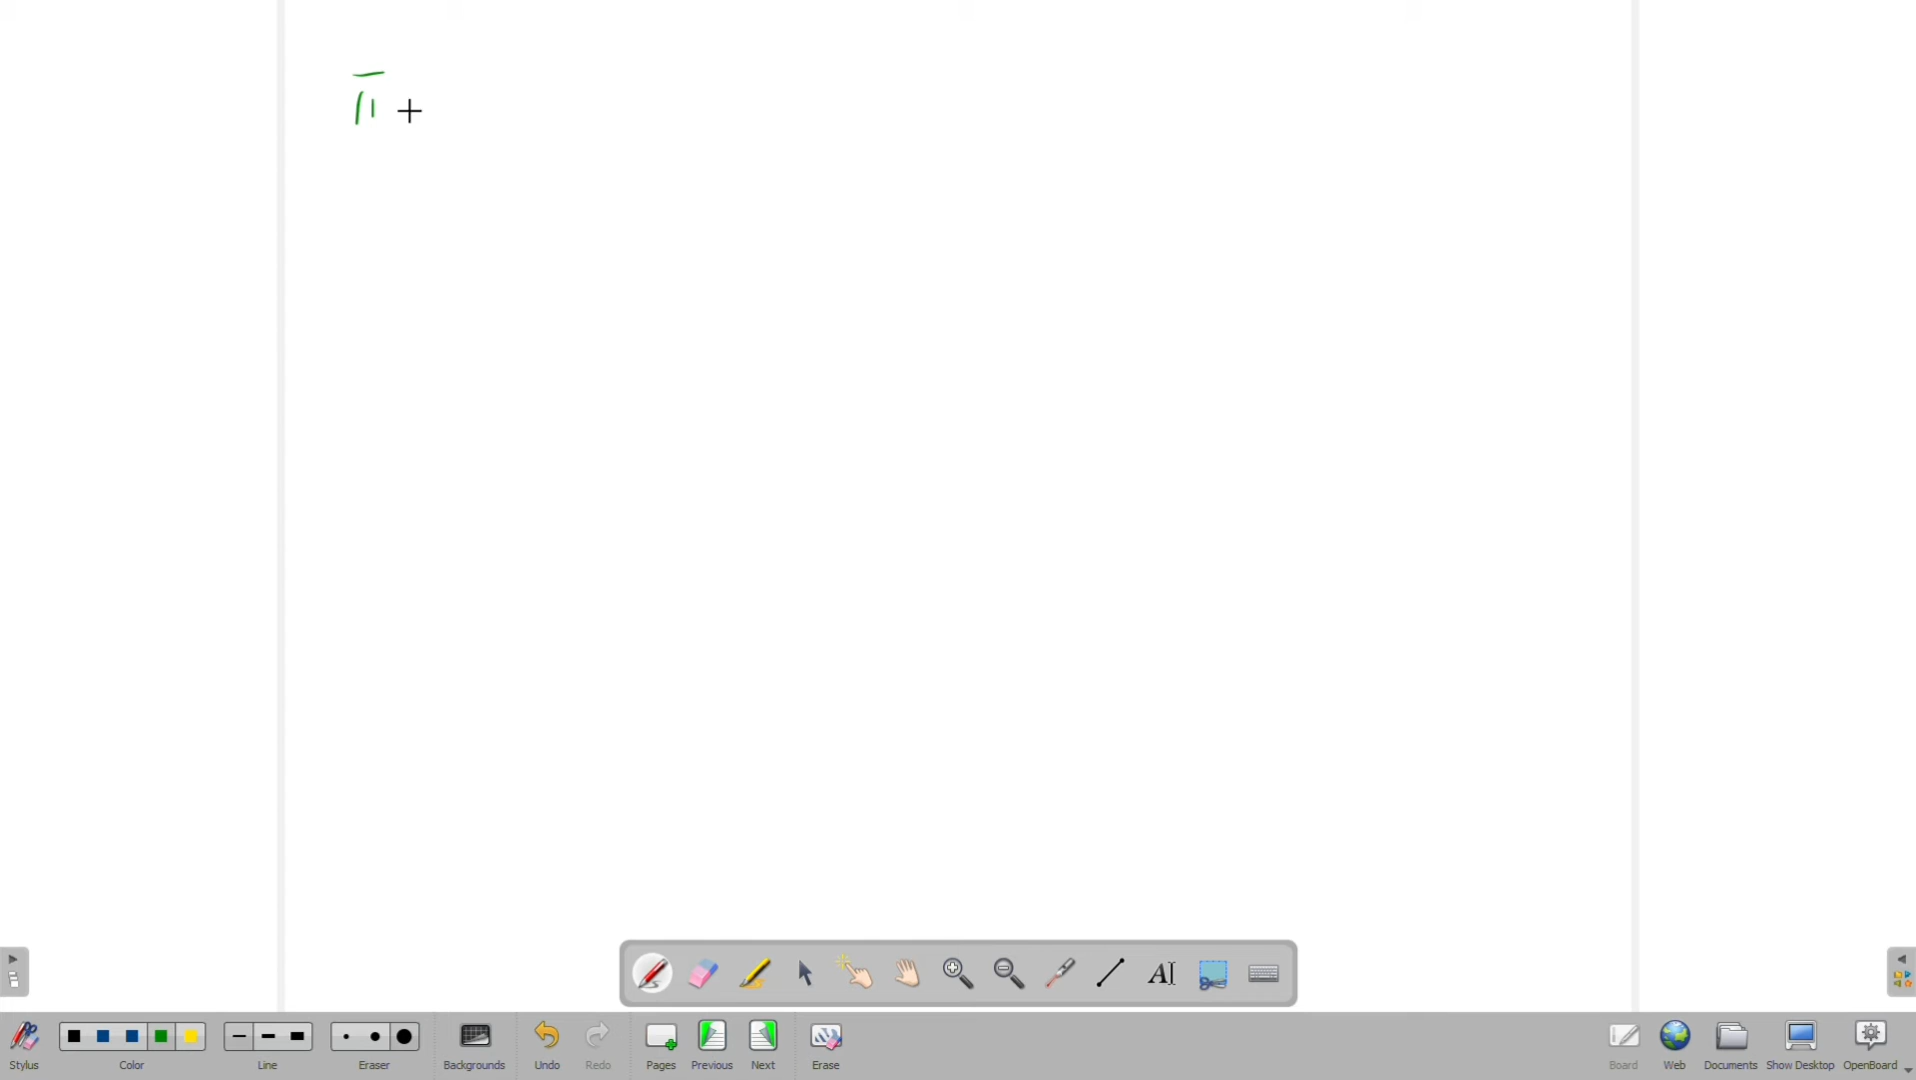 Stylus
Color
Line
Eraser
Backgrounds
Undo
Redo
Pages
Previous
Next
Erase
Board
Web
Documents
Show Desktop
OpenBoard